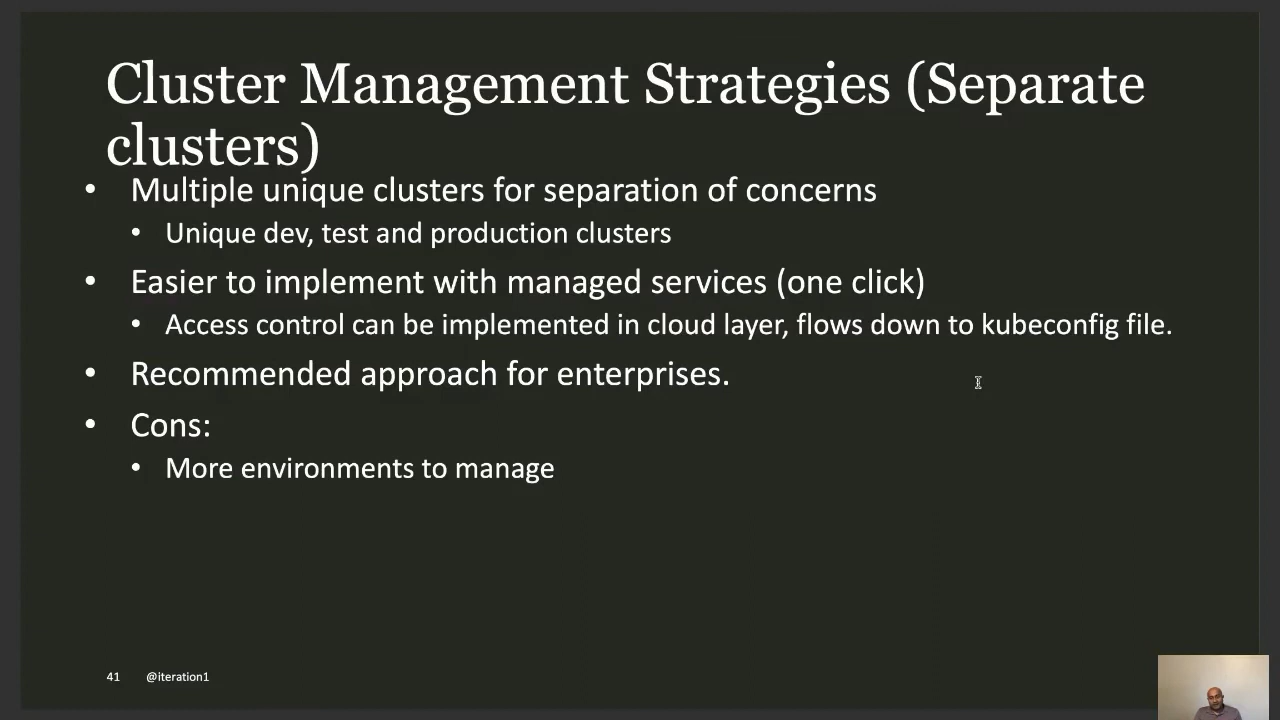 Cluster Management Strategies (Separate
clusters)
• Multiple unique clusters for separation of concerns
• Unique dev, test and production clusters
• Easier to implement with managed services (one click)
• Access control can be implemented in cloud layer, flows down to kubeconfig file.
• Recommended approach for enterprises.
• Cons:
• More environments to manage
41 @iteration1